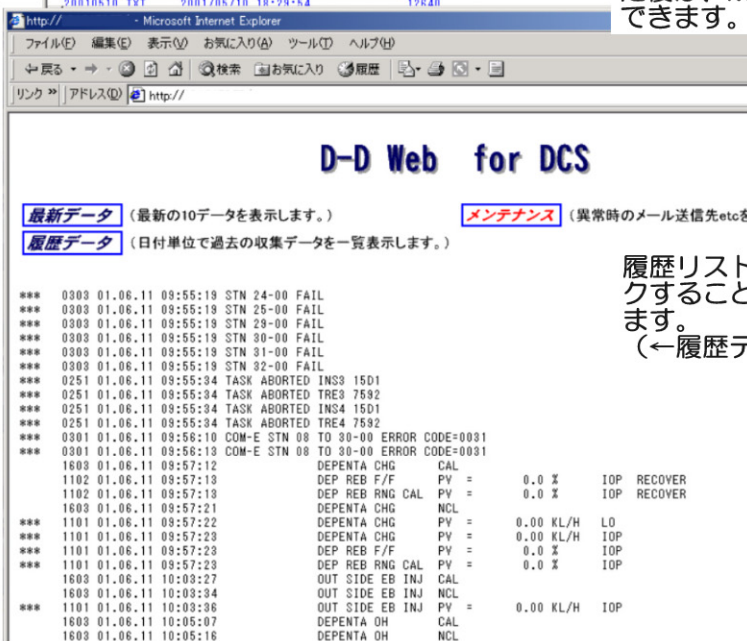 20010510.TXT 2001/05/10 18:29:54 12640
できます。
http:// - Microsoft Internet Explorer
ファイル(F) 編集(E) 表示(V) お気に入り(A) ツール(T) ヘルプ(H)
戻る 検索 お気に入り 履歴
リンク » アドレス(D) http://
D-D Web for DCS
最新データ (最新の10データを表示します。) メンテナンス (異常時のメール送信先etcを
履歴データ (日付単位で過去の収集データを一覧表示します。)
履歴リスト
クすること
ます。
(←履歴デ
*** 0303 01.06.11 09:55:19 STN 24-00 FAIL
*** 0303 01.06.11 09:55:19 STN 25-00 FAIL
*** 0303 01.06.11 09:55:19 STN 29-00 FAIL
*** 0303 01.06.11 09:55:19 STN 30-00 FAIL
*** 0303 01.06.11 09:55:19 STN 31-00 FAIL
*** 0303 01.06.11 09:55:19 STN 32-00 FAIL
*** 0251 01.06.11 09:55:34 TASK ABORTED INS3 15D1
*** 0251 01.06.11 09:55:34 TASK ABORTED TRE3 7592
*** 0251 01.06.11 09:55:34 TASK ABORTED INS4 15D1
*** 0251 01.06.11 09:55:34 TASK ABORTED TRE4 7592
*** 0301 01.06.11 09:56:10 COM-E STN 08 TO 30-00 ERROR CODE=0031
*** 0301 01.06.11 09:56:13 COM-E STN 08 TO 30-00 ERROR CODE=0031
1603 01.06.11 09:57:12 DEPENTA CHG CAL
1102 01.06.11 09:57:13 DEP REB F/F PV = 0.0 % IOP RECOVER
1102 01.06.11 09:57:13 DEP REB RNG CAL PV = 0.0 % IOP RECOVER
1603 01.06.11 09:57:21 DEPENTA CHG NCL
*** 1101 01.06.11 09:57:22 DEPENTA CHG PV = 0.00 KL/H LO
*** 1101 01.06.11 09:57:23 DEPENTA CHG PV = 0.00 KL/H IOP
*** 1101 01.06.11 09:57:23 DEP REB F/F PV = 0.0 % IOP
*** 1101 01.06.11 09:57:23 DEP REB RNG CAL PV = 0.0 % IOP
1603 01.06.11 10:03:27 OUT SIDE EB INJ CAL
1603 01.06.11 10:03:34 OUT SIDE EB INJ NCL
*** 1101 01.06.11 10:03:36 OUT SIDE EB INJ PV = 0.00 KL/H IOP
1603 01.06.11 10:05:07 DEPENTA OH CAL
1603 01.06.11 10:05:16 DEPENTA OH NCL